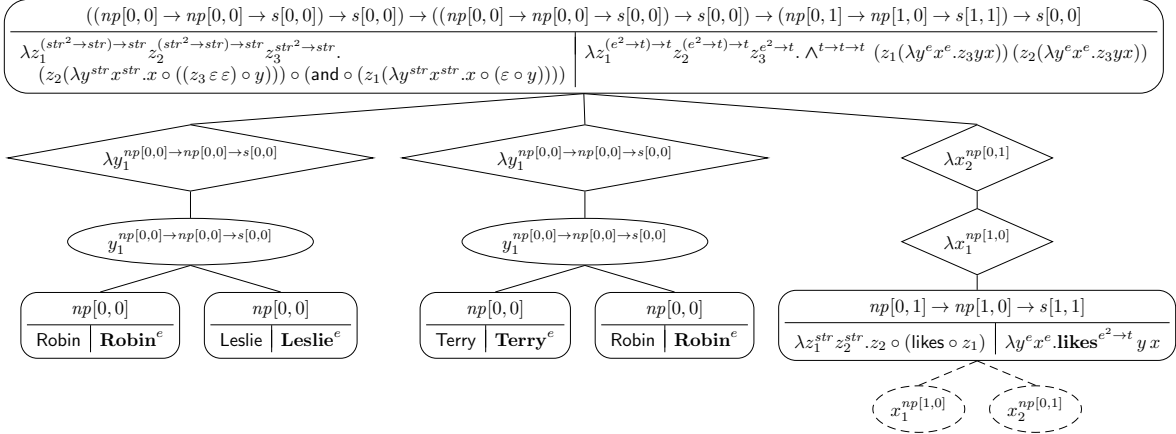 ((np[0,0] → np[0,0] → s[0,0]) → s[0,0]) → ((np[0,0] → np[0,0] → s[0,0]) → s[0,0]) → (np[0,1] → np[1,0] → s[1,1]) → s[0,0]
λz₁^{(str²→str)→str} z₂^{(str²→str)→str} z₃^{str²→str}.
(z₂(λy^{str}x^{str}.x ∘ ((z₃ ε ε) ∘ y))) ∘ (and ∘ (z₁(λy^{str}x^{str}.x ∘ (ε ∘ y))))
λz₁^{(e²→t)→t} z₂^{(e²→t)→t} z₃^{e²→t}. ∧^{t→t→t} (z₁(λy^e x^e.z₃yx)) (z₂(λy^e x^e.z₃yx))
λy₁^{np[0,0]→np[0,0]→s[0,0]}
λy₁^{np[0,0]→np[0,0]→s[0,0]}
λx₂^{np[0,1]}
y₁^{np[0,0]→np[0,0]→s[0,0]}
y₁^{np[0,0]→np[0,0]→s[0,0]}
λx₁^{np[1,0]}
np[0,0]
Robin | Robin^e
np[0,0]
Leslie | Leslie^e
np[0,0]
Terry | Terry^e
np[0,0]
Robin | Robin^e
np[0,1] → np[1,0] → s[1,1]
λz₁^{str}z₂^{str}.z₂ ∘ (likes ∘ z₁) | λy^e x^e.likes^{e²→t} y x
x₁^{np[1,0]}
x₂^{np[0,1]}